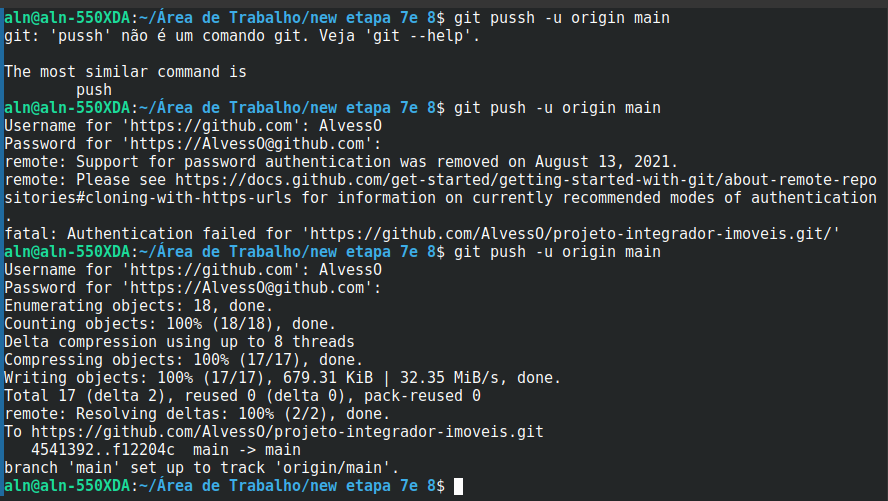 aln@aln-550XDA:~/Área de Trabalho/new etapa 7e 8$ git pussh -u origin main
git: 'pussh' não é um comando git. Veja 'git --help'.
The most similar command is
push
aln@aln-550XDA:~/Área de Trabalho/new etapa 7e 8$ git push -u origin main
Username for 'https://github.com': AlvessO
Password for 'https://AlvessO@github.com':
remote: Support for password authentication was removed on August 13, 2021.
remote: Please see https://docs.github.com/get-started/getting-started-with-git/about-remote-repo
sitories#cloning-with-https-urls for information on currently recommended modes of authentication
.
fatal: Authentication failed for 'https://github.com/AlvessO/projeto-integrador-imoveis.git/'
aln@aln-550XDA:~/Área de Trabalho/new etapa 7e 8$ git push -u origin main
Username for 'https://github.com': AlvessO
Password for 'https://AlvessO@github.com':
Enumerating objects: 18, done.
Counting objects: 100% (18/18), done.
Delta compression using up to 8 threads
Compressing objects: 100% (17/17), done.
Writing objects: 100% (17/17), 679.31 KiB | 32.35 MiB/s, done.
Total 17 (delta 2), reused 0 (delta 0), pack-reused 0
remote: Resolving deltas: 100% (2/2), done.
To https://github.com/AlvessO/projeto-integrador-imoveis.git
4541392..f12204c  main -> main
branch 'main' set up to track 'origin/main'.
aln@aln-550XDA:~/Área de Trabalho/new etapa 7e 8$